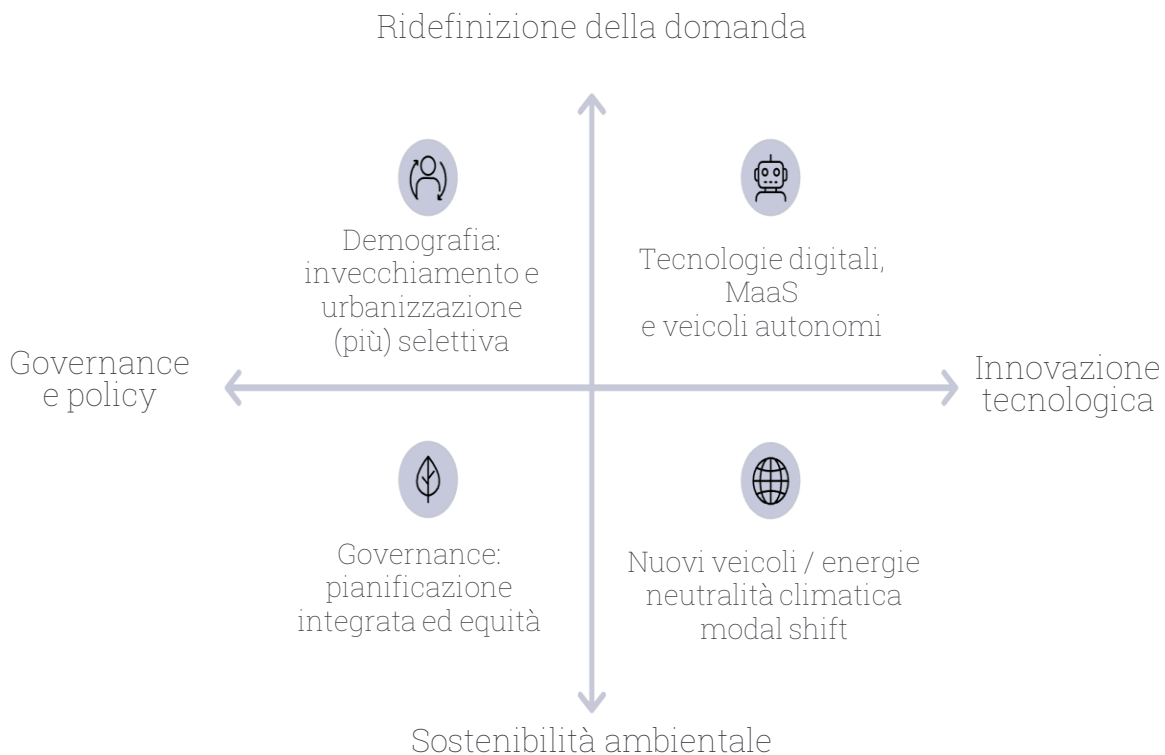 Ridefinizione della domanda
Demografia:
invecchiamento e
urbanizzazione
(più) selettiva
Tecnologie digitali,
MaaS
e veicoli autonomi
Governance
e policy
Innovazione
tecnologica
Governance:
pianificazione
integrata ed equità
Nuovi veicoli / energie
neutralità climatica
modal shift
Sostenibilità ambientale